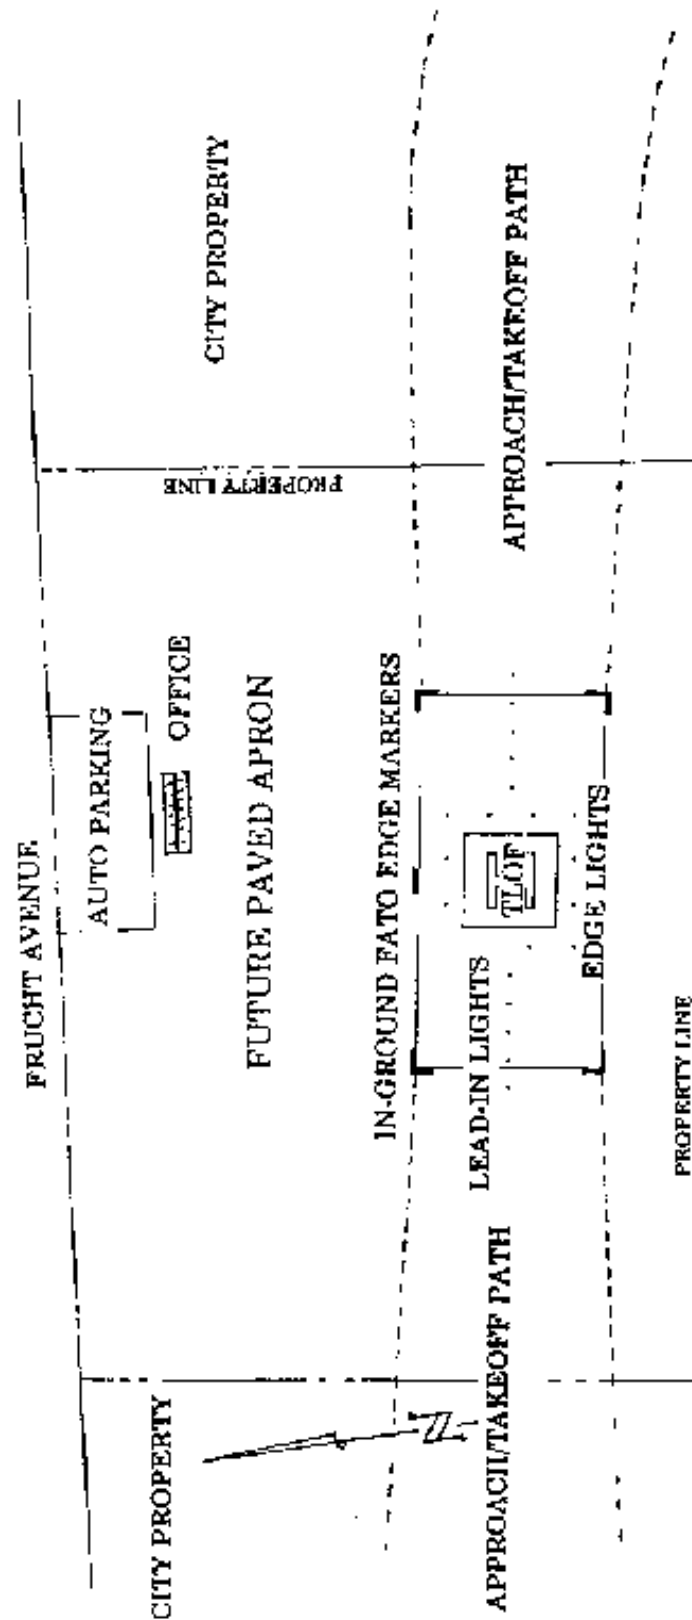 FRUCHT AVENUE
AUTO PARKING
OFFICE
CITY PROPERTY
CITY PROPERTY
PROPERTY LINE
FUTURE PAVED APRON
IN-GROUND FATO EDGE MARKERS
LEAD-IN LIGHTS
TLOF
H
EDGE LIGHTS
APPROACH/TAKEOFF PATH
APPROACH/TAKEOFF PATH
N
PROPERTY LINE